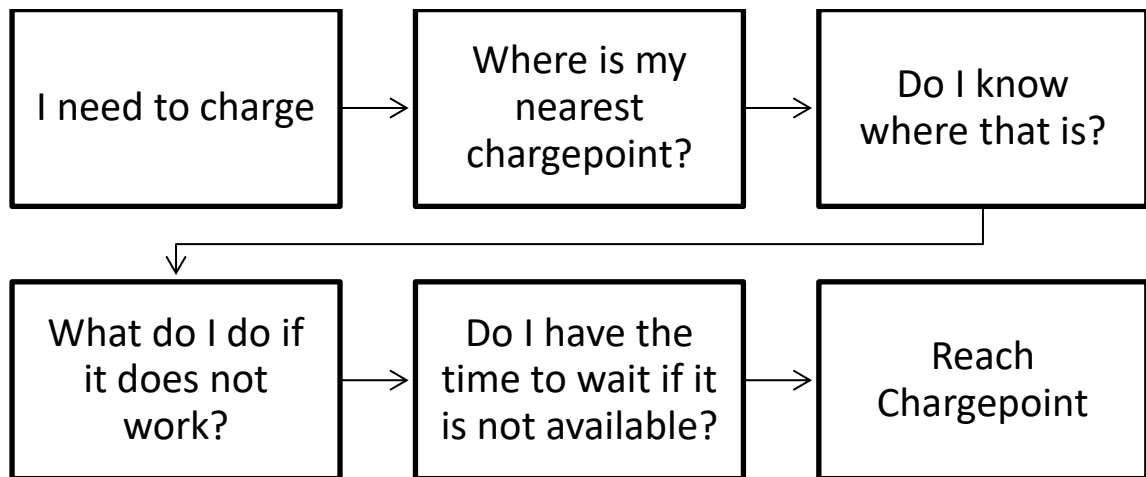 I need to charge
Where is my
nearest
chargepoint?
Do I know
where that is?
What do I do if
it does not
work?
Do I have the
time to wait if it
is not available?
Reach
Chargepoint